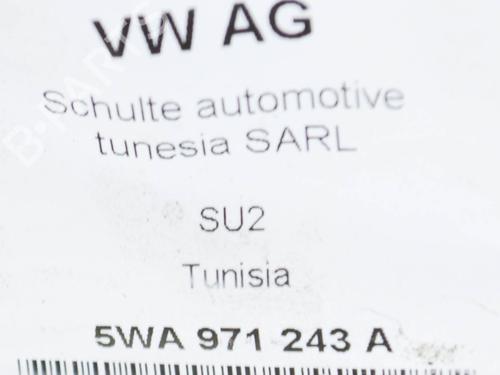 VW AG
Schulte automotive
tunesia SARL
SU2
Tunisia
5WA 971 243 A